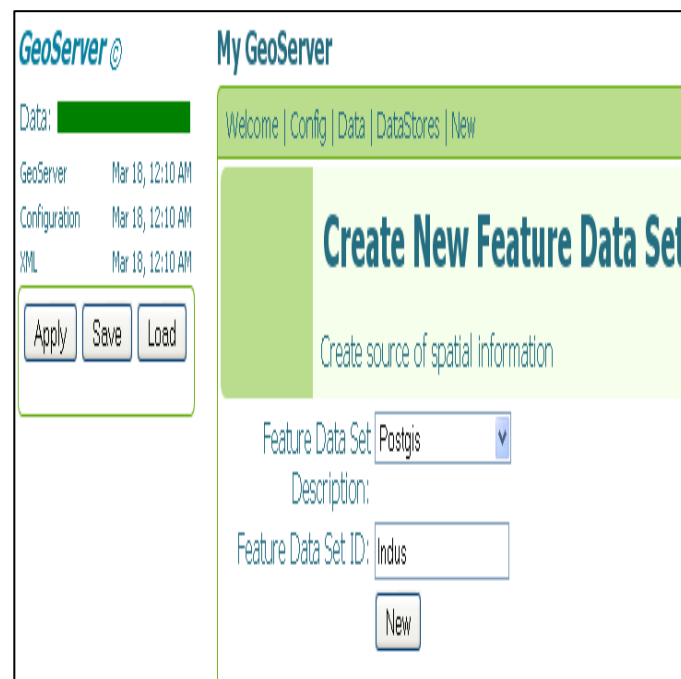 GeoServer ©
Data:
GeoServer Mar 18, 12:10 AM
Configuration Mar 18, 12:10 AM
XML Mar 18, 12:10 AM
Apply Save Load
My GeoServer
Welcome | Config | Data | DataStores | New
Create New Feature Data Set
Create source of spatial information
Feature Data Set Postgis
Description:
Feature Data Set ID: Indus
New